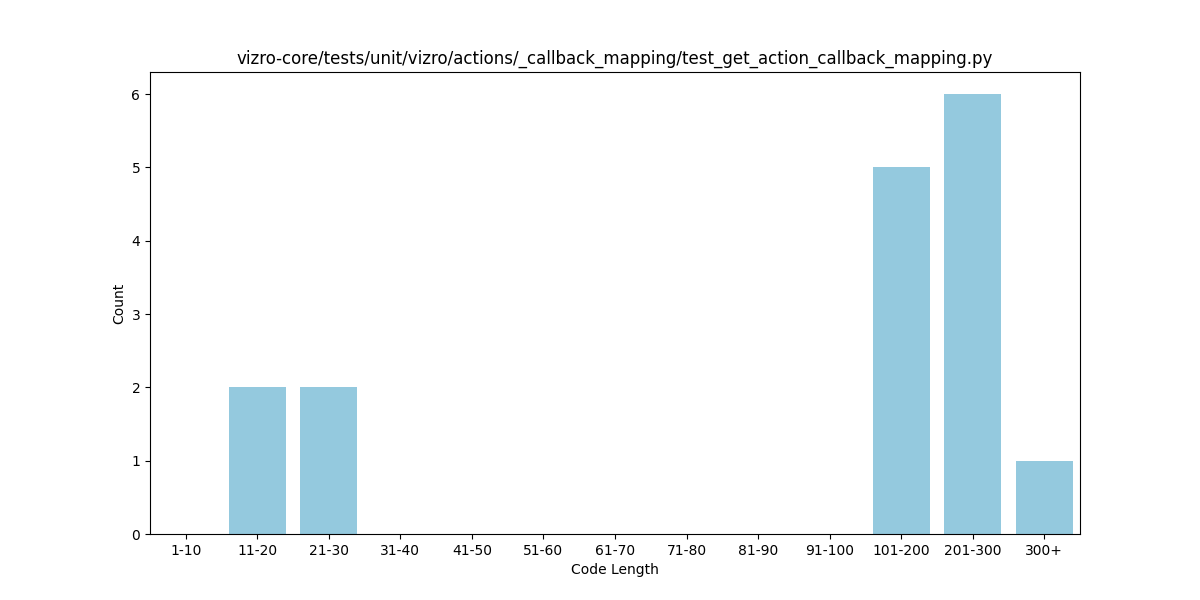 vizro-core/tests/unit/vizro/actions/_callback_mapping/test_get_action_callback_mapping.py
6
5
4
3
2
1
0
Count
1-10 11-20 21-30 31-40 41-50 51-60 61-70 71-80 81-90 91-100 101-200 201-300 300+
Code Length